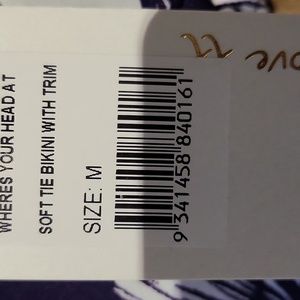 WHERES YOUR HEAD AT
SOFT TIE BIKINI WITH TRIM
SIZE: M
9 341458 840161